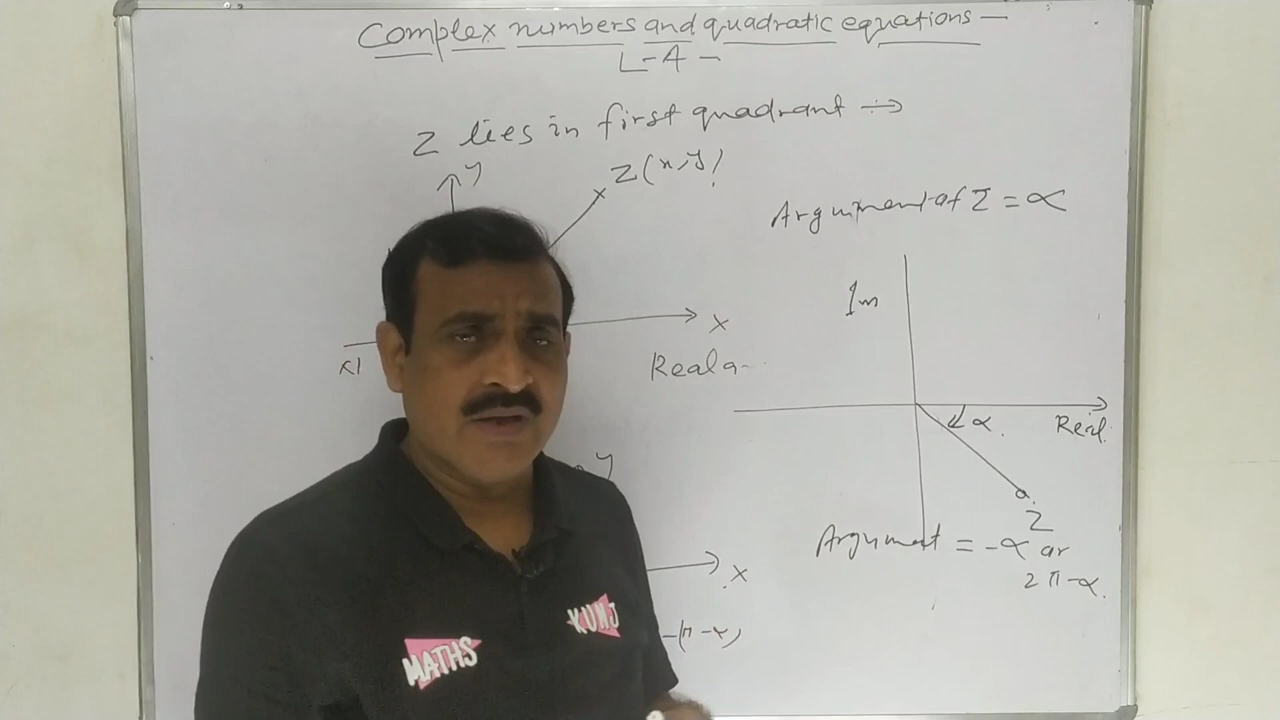 Complex numbers and quadratic equations —
L-4 -
Z lies in first quadrant →
y
Z(x,y)
Argument of Z = α
Im
X
x1
Real a-
α.
Real.
y
Z
Argument = -α or
2π-α.
X
-(π-α)
MATHS
KUNJ